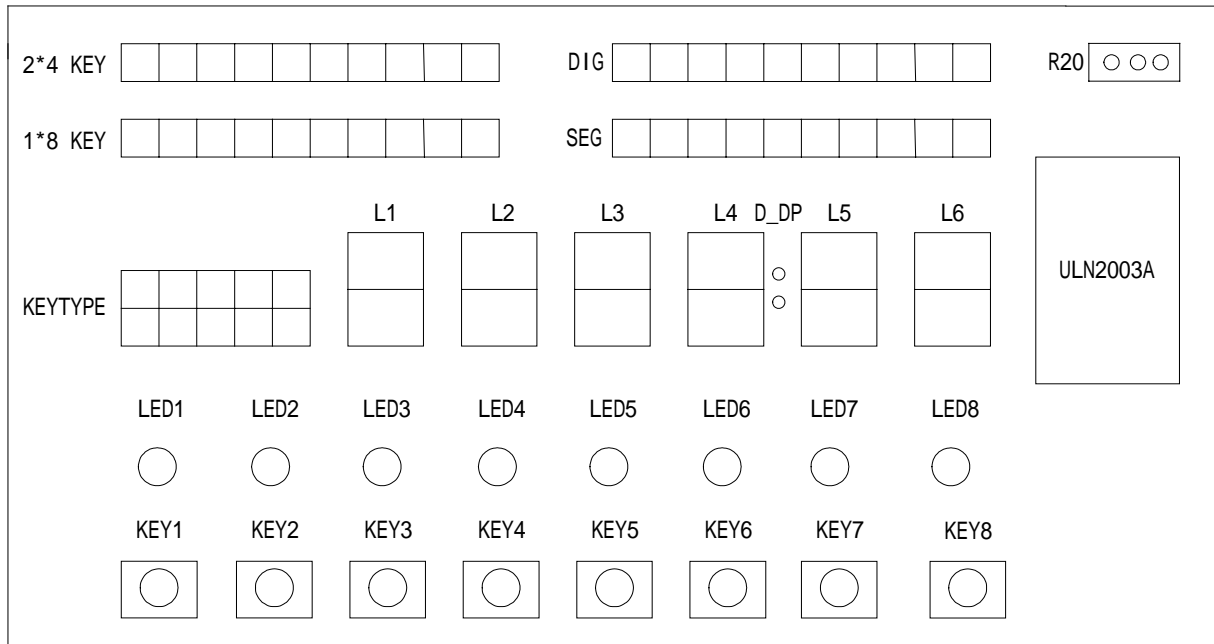 2*4 KEY DIG R20
1*8 KEY SEG
L1 L2 L3 L4 D_DP L5 L6
ULN2003A
KEYTYPE
LED1 LED2 LED3 LED4 LED5 LED6 LED7 LED8
KEY1 KEY2 KEY3 KEY4 KEY5 KEY6 KEY7 KEY8